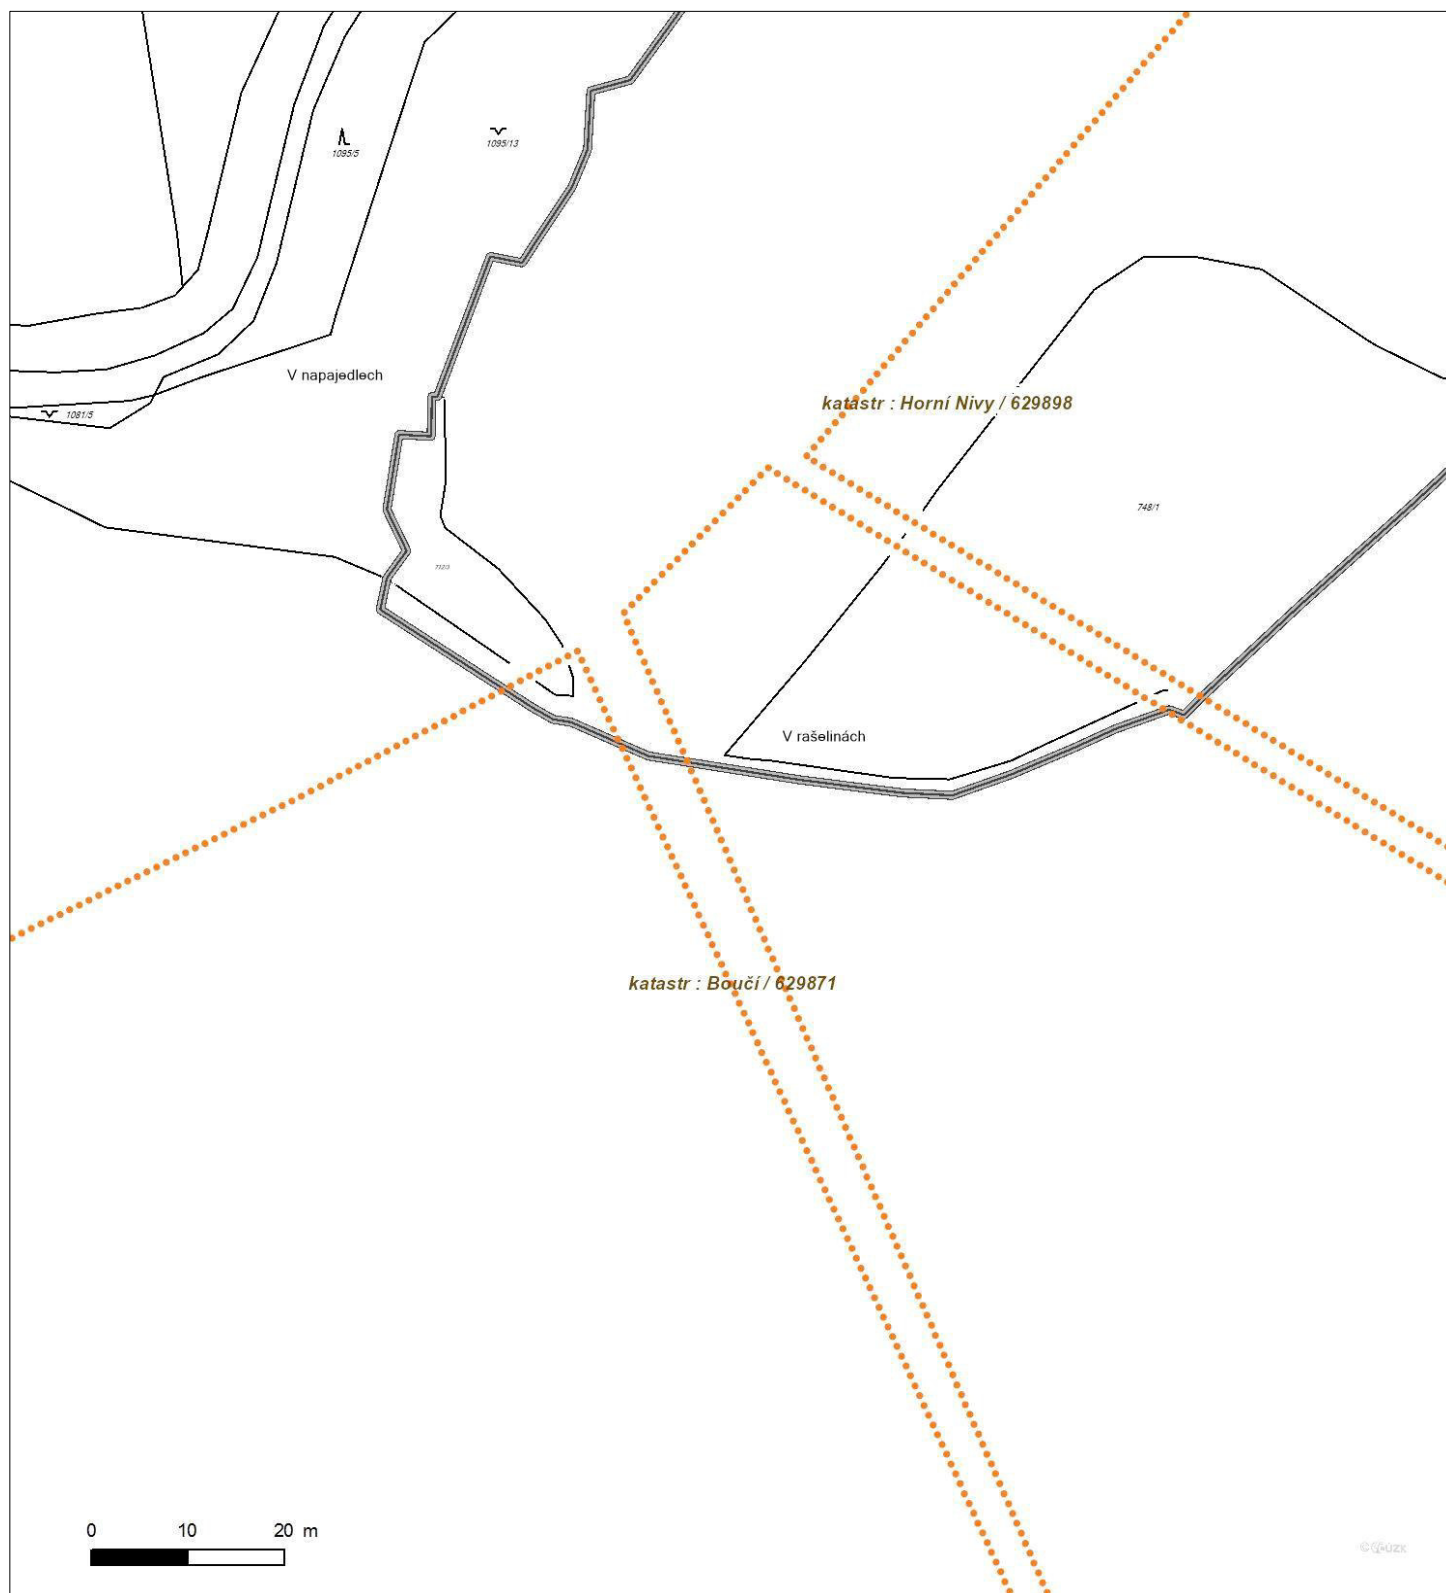 1095/5
1095/13
V napajedlech
1081/5
katastr : Horní Nivy / 629898
748/1
V rašelinách
katastr : Boučí / 629871
0 10 20 m